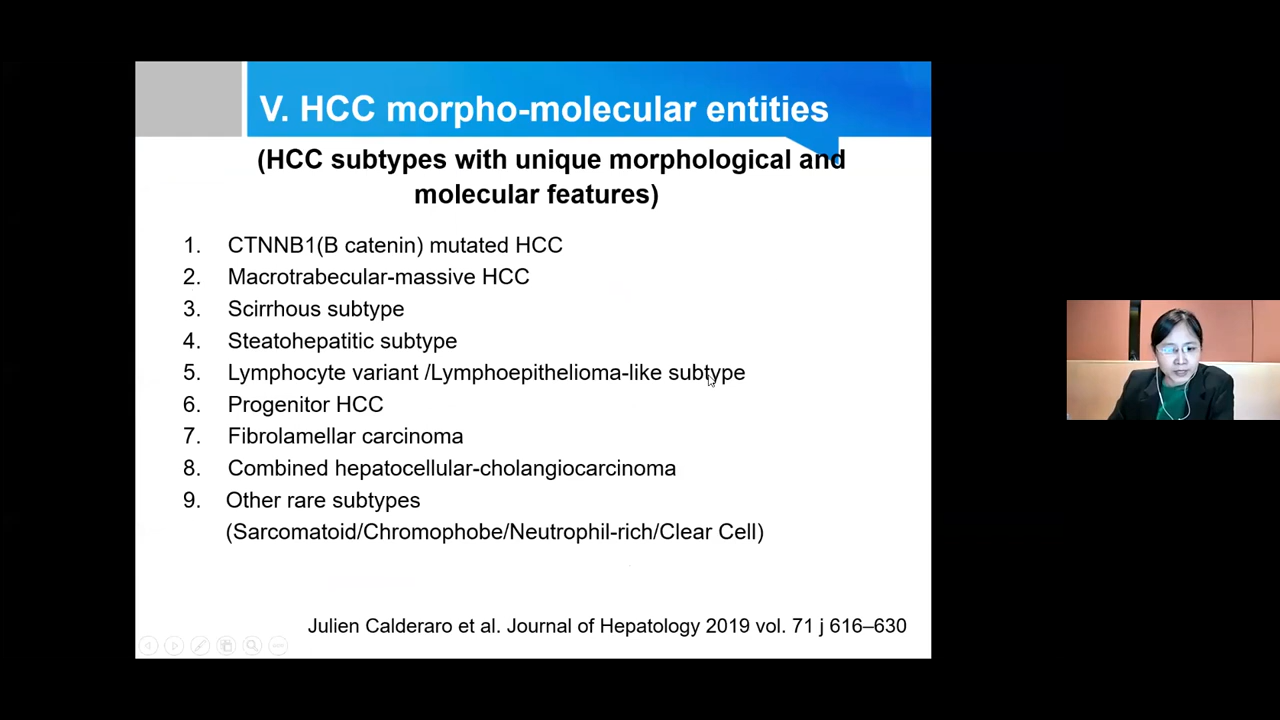 V. HCC morpho-molecular entities
(HCC subtypes with unique morphological and
molecular features)
1. CTNNB1(B catenin) mutated HCC
2. Macrotrabecular-massive HCC
3. Scirrhous subtype
4. Steatohepatitic subtype
5. Lymphocyte variant /Lymphoepithelioma-like subtype
6. Progenitor HCC
7. Fibrolamellar carcinoma
8. Combined hepatocellular-cholangiocarcinoma
9. Other rare subtypes
(Sarcomatoid/Chromophobe/Neutrophil-rich/Clear Cell)
Julien Calderaro et al. Journal of Hepatology 2019 vol. 71 j 616–630